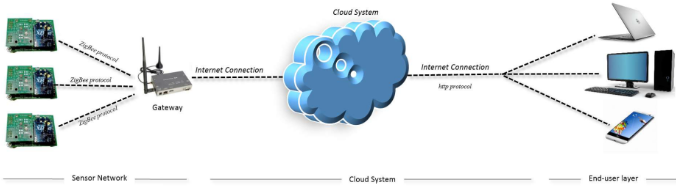 Cloud System
ZigBee protocol
ZigBee protocol
ZigBee protocol
Gateway
Internet Connection
Internet Connection
http protocol
Sensor Network
Cloud System
End-user layer